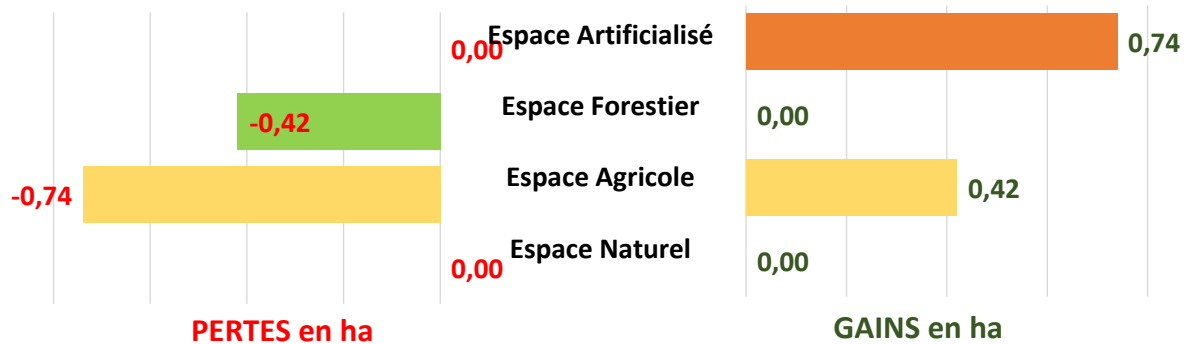 0,00 Espace Artificialisé 0,74
-0,42 Espace Forestier 0,00
-0,74 Espace Agricole 0,42
0,00 Espace Naturel 0,00
PERTES en ha GAINS en ha